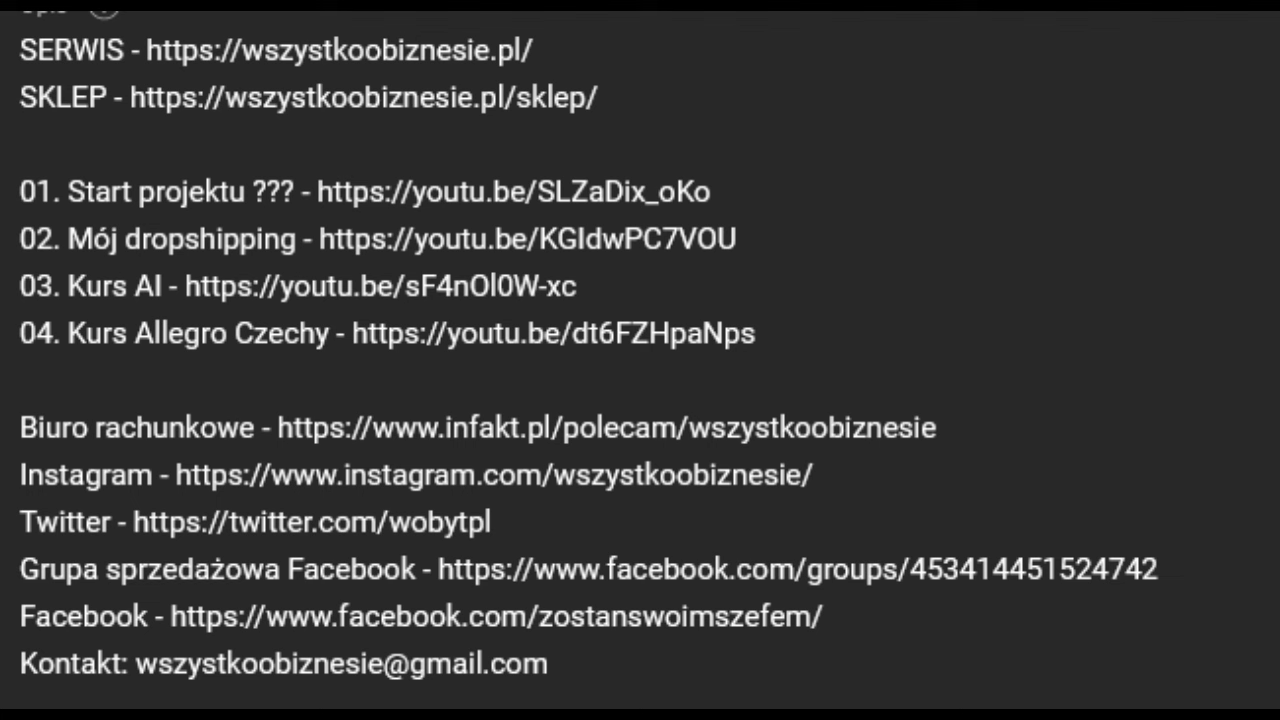 SERWIS - https://wszystkoobiznesie.pl/
SKLEP - https://wszystkoobiznesie.pl/sklep/
01. Start projektu ??? - https://youtu.be/SLZaDix_oKo
02. Mój dropshipping - https://youtu.be/KGIdwPC7VOU
03. Kurs AI - https://youtu.be/sF4nOl0W-xc
04. Kurs Allegro Czechy - https://youtu.be/dt6FZHpaNps
Biuro rachunkowe - https://www.infakt.pl/polecam/wszystkoobiznesie
Instagram - https://www.instagram.com/wszystkoobiznesie/
Twitter - https://twitter.com/wobytpl
Grupa sprzedażowa Facebook - https://www.facebook.com/groups/453414451524742
Facebook - https://www.facebook.com/zostanswoimszefem/
Kontakt: wszystkoobiznesie@gmail.com